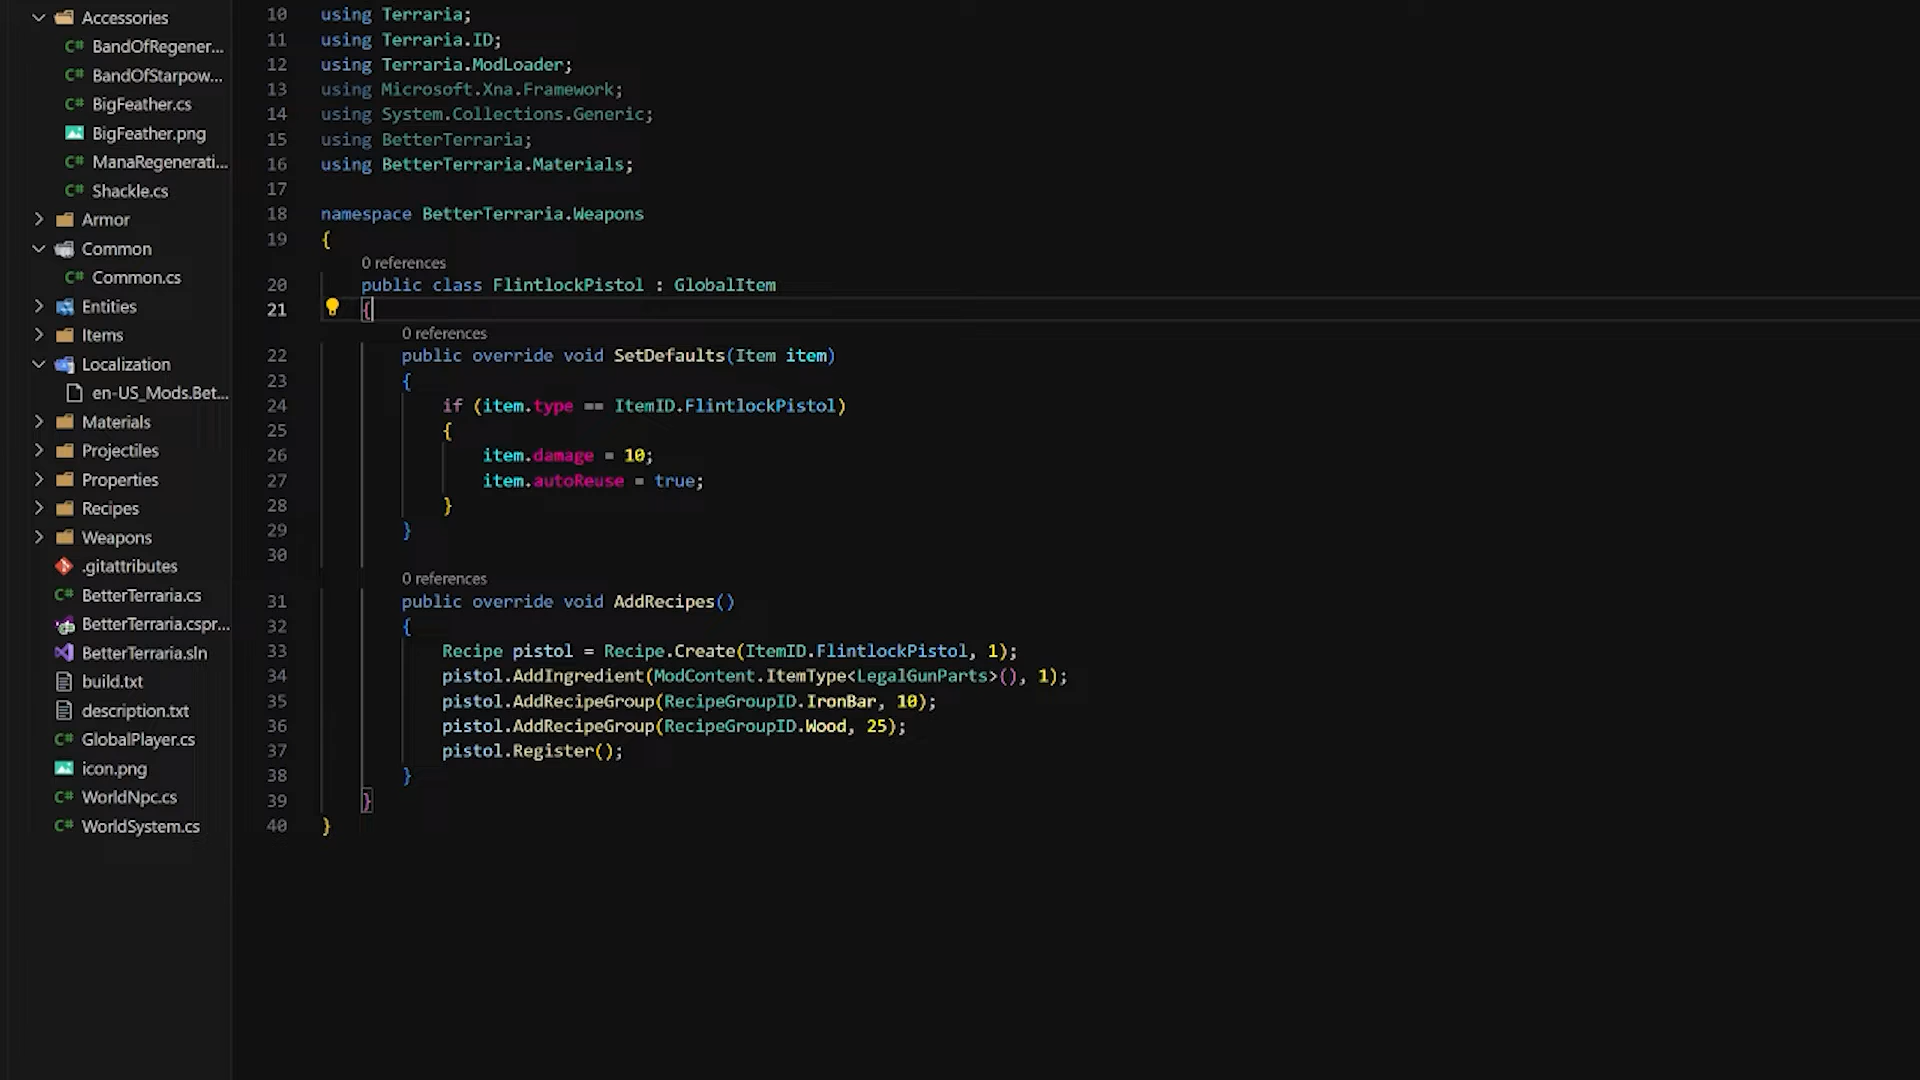 Accessories
BandOfRegener...
BandOfStarpow...
BigFeather.cs
BigFeather.png
ManaRegenerati...
Shackle.cs
Armor
Common
Common.cs
Entities
Items
Localization
en-US_Mods.Bet...
Materials
Projectiles
Properties
Recipes
Weapons
.gitattributes
BetterTerraria.cs
BetterTerraria.cspr...
BetterTerraria.sln
build.txt
description.txt
GlobalPlayer.cs
icon.png
WorldNpc.cs
WorldSystem.cs
10 using Terraria;
11 using Terraria.ID;
12 using Terraria.ModLoader;
13 using Microsoft.Xna.Framework;
14 using System.Collections.Generic;
15 using BetterTerraria;
16 using BetterTerraria.Materials;
17
18 namespace BetterTerraria.Weapons
19 {
0 references
20 public class FlintlockPistol : GlobalItem
21 {
0 references
22 public override void SetDefaults(Item item)
23 {
24 if (item.type == ItemID.FlintlockPistol)
25 {
26 item.damage = 10;
27 item.autoReuse = true;
28 }
29 }
30
0 references
31 public override void AddRecipes()
32 {
33 Recipe pistol = Recipe.Create(ItemID.FlintlockPistol, 1);
34 pistol.AddIngredient(ModContent.ItemType<LegalGunParts>(), 1);
35 pistol.AddRecipeGroup(RecipeGroupID.IronBar, 10);
36 pistol.AddRecipeGroup(RecipeGroupID.Wood, 25);
37 pistol.Register();
38 }
39 }
40 }